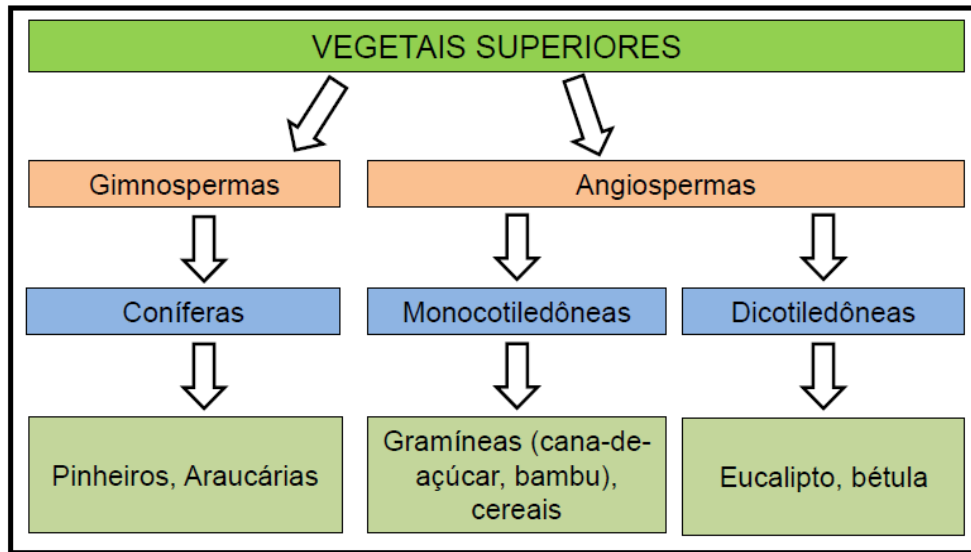 VEGETAIS SUPERIORES
Gimnospermas
Angiospermas
Coníferas
Monocotiledôneas
Dicotiledôneas
Pinheiros, Araucárias
Gramíneas (cana-de-
açúcar, bambu),
cereais
Eucalipto, bétula